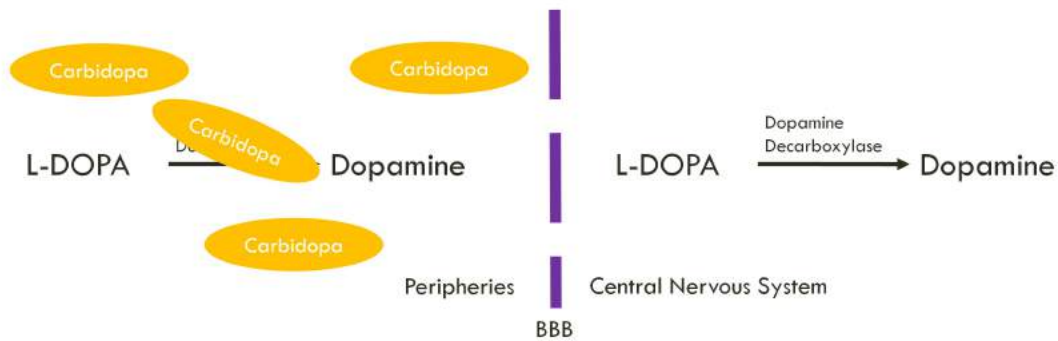 Carbidopa
Carbidopa
Carbidopa
L-DOPA
Dopamine
Carbidopa
Peripheries
BBB
Dopamine
Decarboxylase
L-DOPA
Dopamine
Central Nervous System